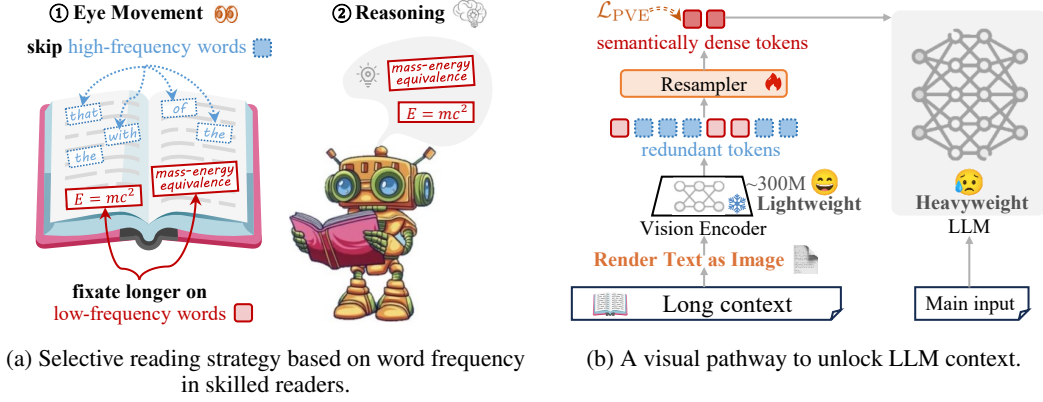 ① Eye Movement
② Reasoning
skip high-frequency words
that
of
with
the
the
mass-energy
equivalence
E = mc²
fixate longer on
low-frequency words
mass-energy
equivalence
E = mc²
(a) Selective reading strategy based on word frequency
in skilled readers.
ℒPVE
semantically dense tokens
Resampler
redundant tokens
~300M
Lightweight
Vision Encoder
Render Text as Image
Long context
Heavyweight
LLM
Main input
(b) A visual pathway to unlock LLM context.